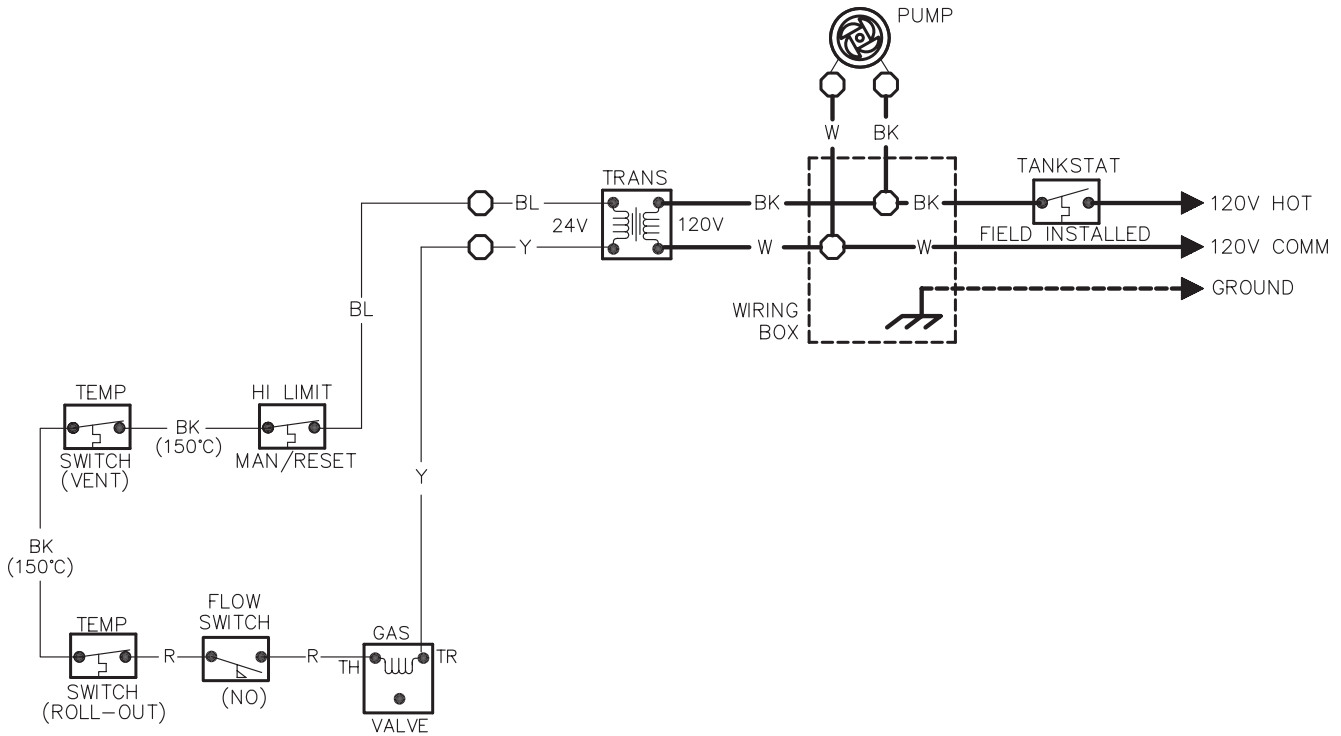 PUMP
W
BK
TANKSTAT
TRANS
BL
BK
BK
120V HOT
24V
120V
FIELD INSTALLED
Y
W
W
120V COMM
GROUND
WIRING
BOX
BL
TEMP
HI LIMIT
BK
(150°C)
SWITCH
(VENT)
MAN/RESET
Y
BK
(150°C)
FLOW
SWITCH
TEMP
GAS
R
R
TH
TR
SWITCH
(ROLL-OUT)
(NO)
VALVE